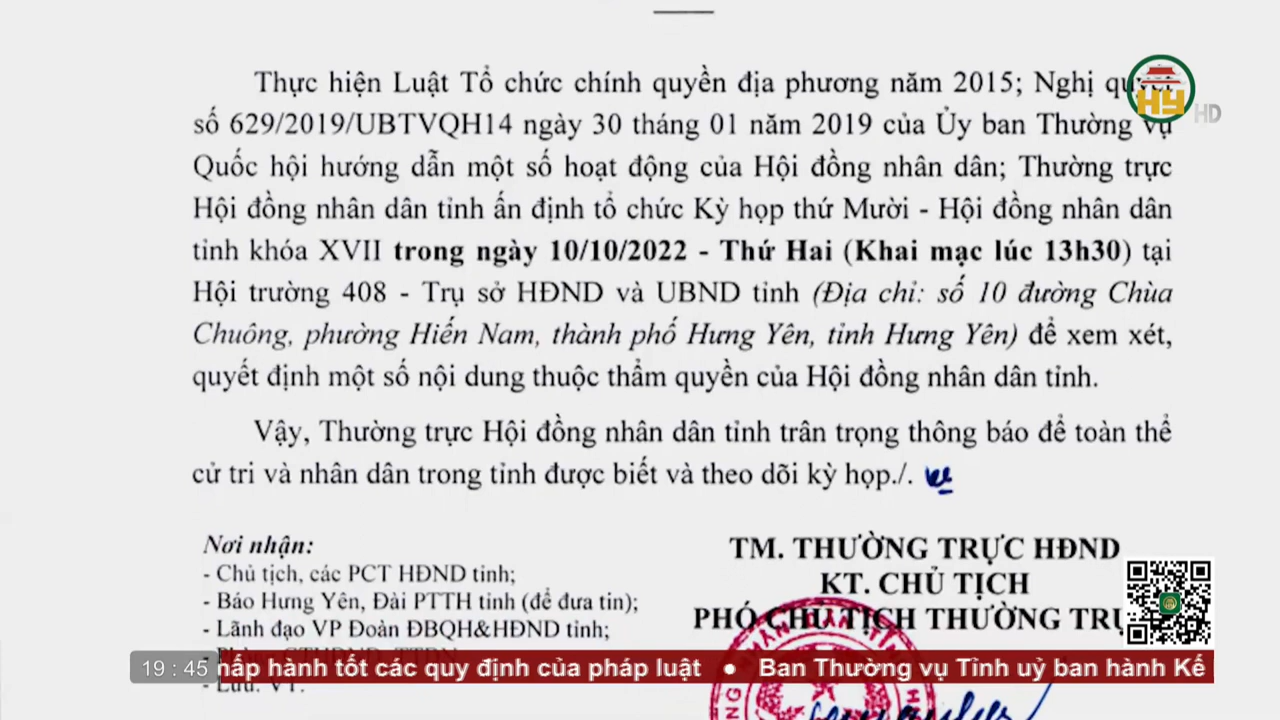 Thực hiện Luật Tổ chức chính quyền địa phương năm 2015; Nghị quyết
số 629/2019/UBTVQH14 ngày 30 tháng 01 năm 2019 của Ủy ban Thường vụ
Quốc hội hướng dẫn một số hoạt động của Hội đồng nhân dân; Thường trực
Hội đồng nhân dân tỉnh ấn định tổ chức Kỳ họp thứ Mười - Hội đồng nhân dân
tỉnh khóa XVII trong ngày 10/10/2022 - Thứ Hai (Khai mạc lúc 13h30) tại
Hội trường 408 - Trụ sở HĐND và UBND tỉnh (Địa chỉ: số 10 đường Chùa
Chuông, phường Hiến Nam, thành phố Hưng Yên, tỉnh Hưng Yên) để xem xét,
quyết định một số nội dung thuộc thẩm quyền của Hội đồng nhân dân tỉnh.
Vậy, Thường trực Hội đồng nhân dân tỉnh trân trọng thông báo để toàn thể
cử tri và nhân dân trong tỉnh được biết và theo dõi kỳ họp./.
Nơi nhận:
- Chủ tịch, các PCT HĐND tỉnh;
- Báo Hưng Yên, Đài PTTH tỉnh (để đưa tin);
- Lãnh đạo VP Đoàn ĐBQH&HĐND tỉnh;
- Lưu: VT.
TM. THƯỜNG TRỰC HĐND
KT. CHỦ TỊCH
PHÓ CHỦ TỊCH THƯỜNG
HY HD
19 : 45
hấp hành tốt các quy định của pháp luật ● Ban Thường vụ Tỉnh uỷ ban hành Kế